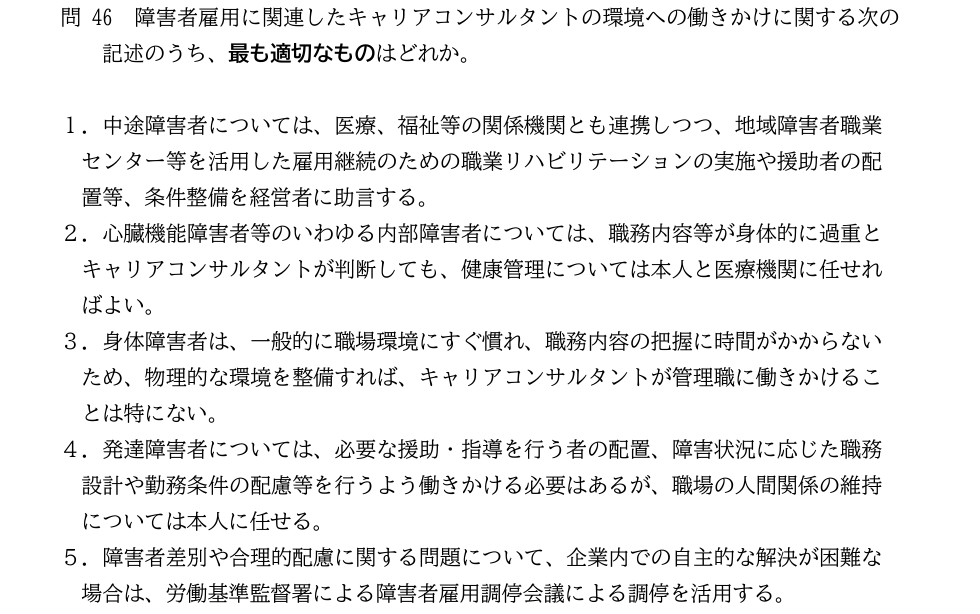 問 46 障害者雇用に関連したキャリアコンサルタントの環境への働きかけに関する次の
記述のうち、最も適切なものはどれか。
１．中途障害者については、医療、福祉等の関係機関とも連携しつつ、地域障害者職業
センター等を活用した雇用継続のための職業リハビリテーションの実施や援助者の配
置等、条件整備を経営者に助言する。
２．心臓機能障害者等のいわゆる内部障害者については、職務内容等が身体的に過重と
キャリアコンサルタントが判断しても、健康管理については本人と医療機関に任せれ
ばよい。
３．身体障害者は、一般的に職場環境にすぐ慣れ、職務内容の把握に時間がかからない
ため、物理的な環境を整備すれば、キャリアコンサルタントが管理職に働きかけるこ
とは特にない。
４．発達障害者については、必要な援助・指導を行う者の配置、障害状況に応じた職務
設計や勤務条件の配慮等を行うよう働きかける必要はあるが、職場の人間関係の維持
については本人に任せる。
５．障害者差別や合理的配慮に関する問題について、企業内での自主的な解決が困難な
場合は、労働基準監督署による障害者雇用調停会議による調停を活用する。